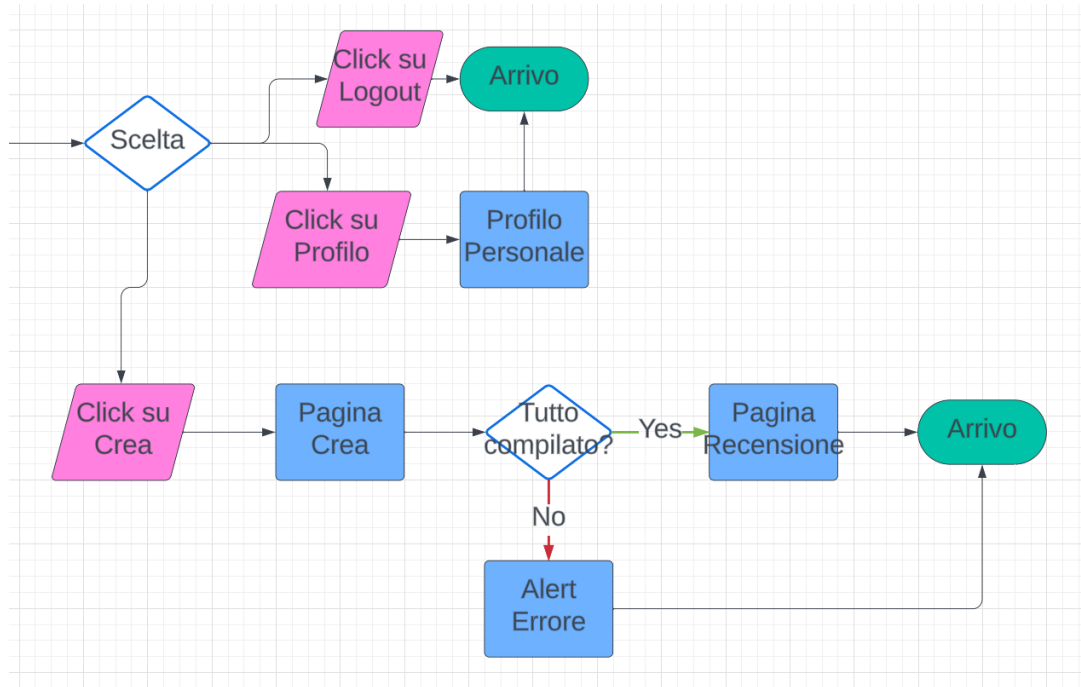 Click su
Logout
Arrivo
Scelta
Click su
Profilo
Profilo
Personale
Click su
Crea
Pagina
Crea
Tutto
compilato?
Yes
Pagina
Recensione
Arrivo
No
Alert
Errore